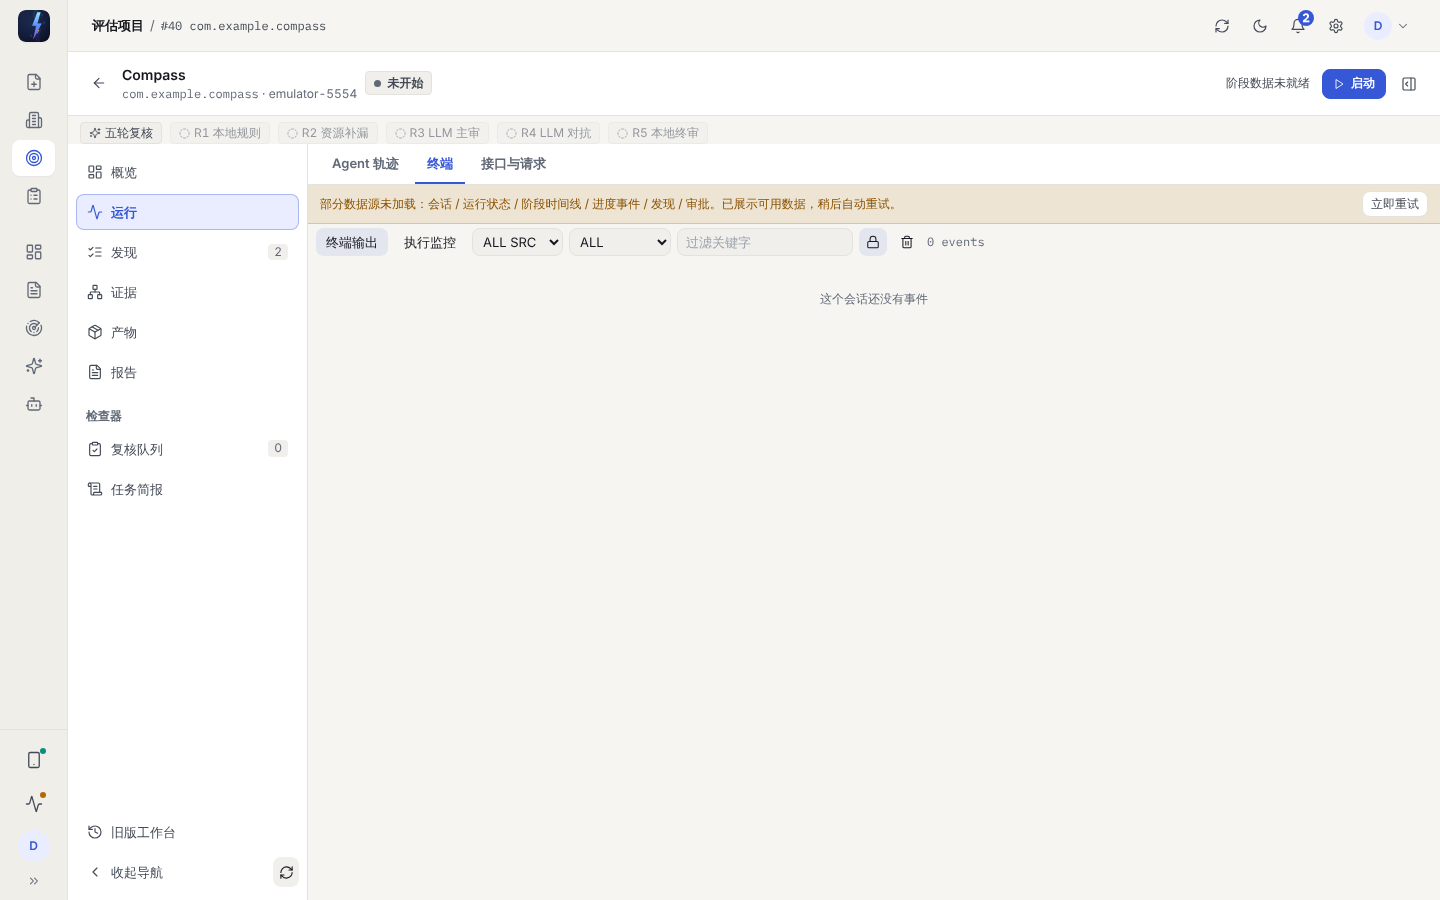 评估项目 / #40 com.example.compass
2
D
Compass
com.example.compass · emulator-5554
未开始
阶段数据未就绪
启动
五轮复核
R1 本地规则
R2 资源补漏
R3 LLM 主审
R4 LLM 对抗
R5 本地终审
概览
运行
发现 2
证据
产物
报告
检查器
复核队列 0
任务简报
旧版工作台
收起导航
D
Agent 轨迹
终端
接口与请求
部分数据源未加载：会话 / 运行状态 / 阶段时间线 / 进度事件 / 发现 / 审批。已展示可用数据，稍后自动重试。
立即重试
终端输出
执行监控
ALL SRC
ALL
过滤关键字
0 events
这个会话还没有事件